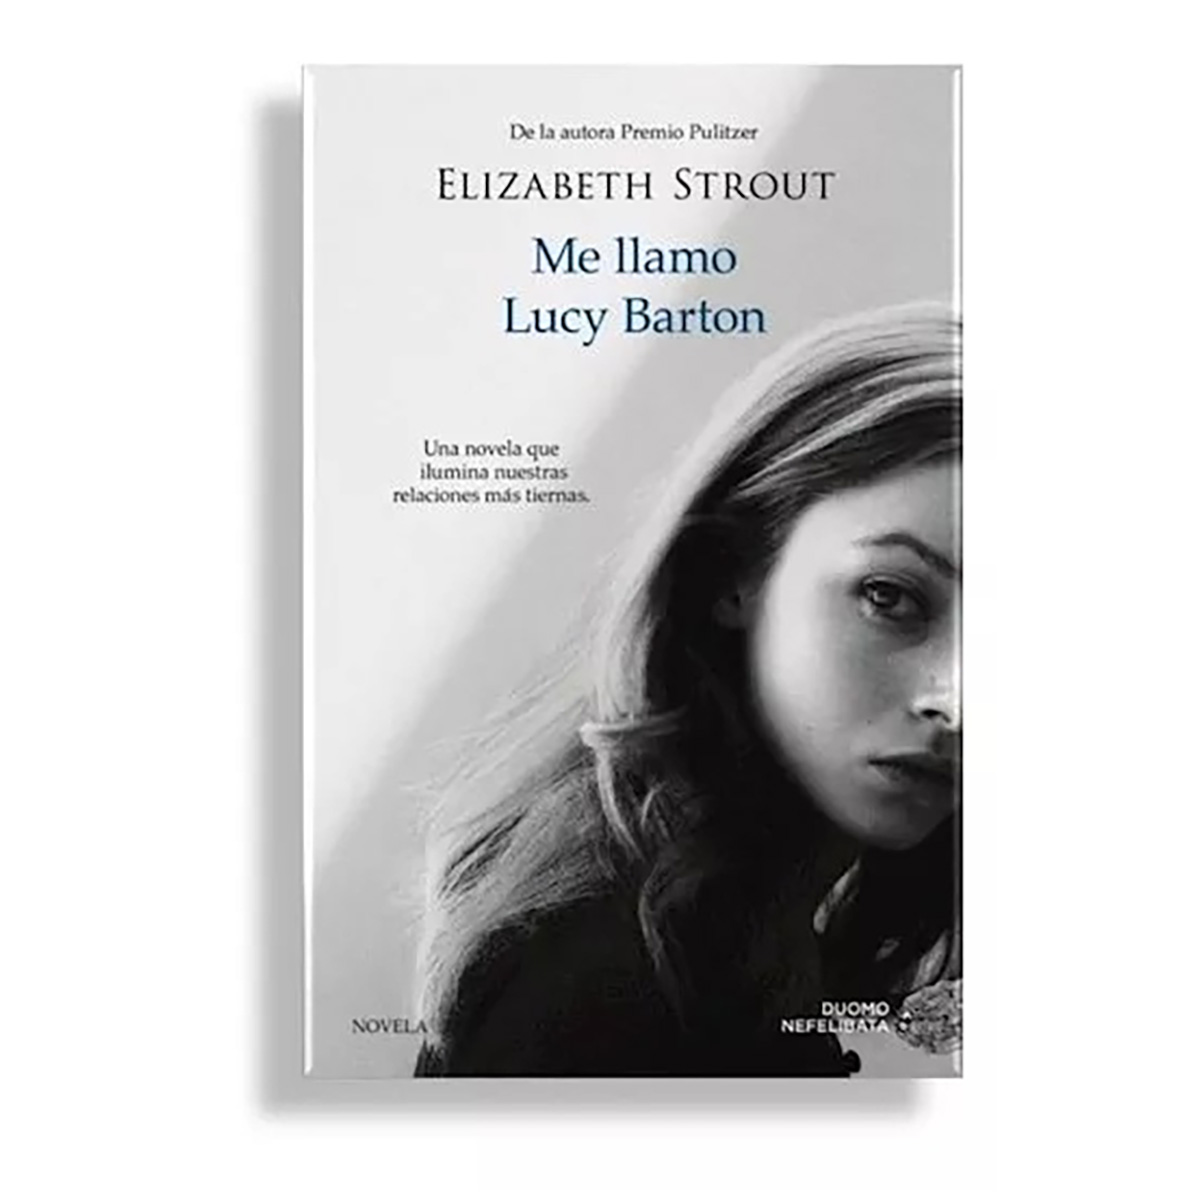 De la autora Premio Pulitzer
ELIZABETH STROUT
Me llamo
Lucy Barton
Una novela que
ilumina nuestras
relaciones más tiernas.
NOVELA
DUOMO
NEFELIBATA